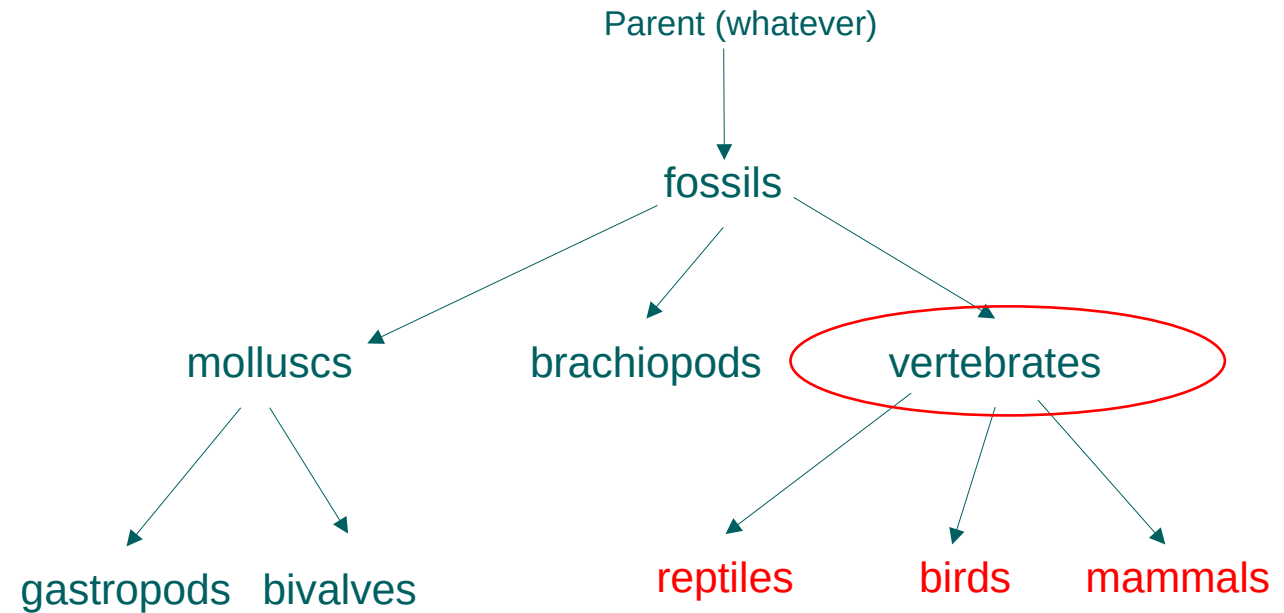 Parent (whatever)
fossils
molluscs
brachiopods
vertebrates
gastropods
bivalves
reptiles
birds
mammals